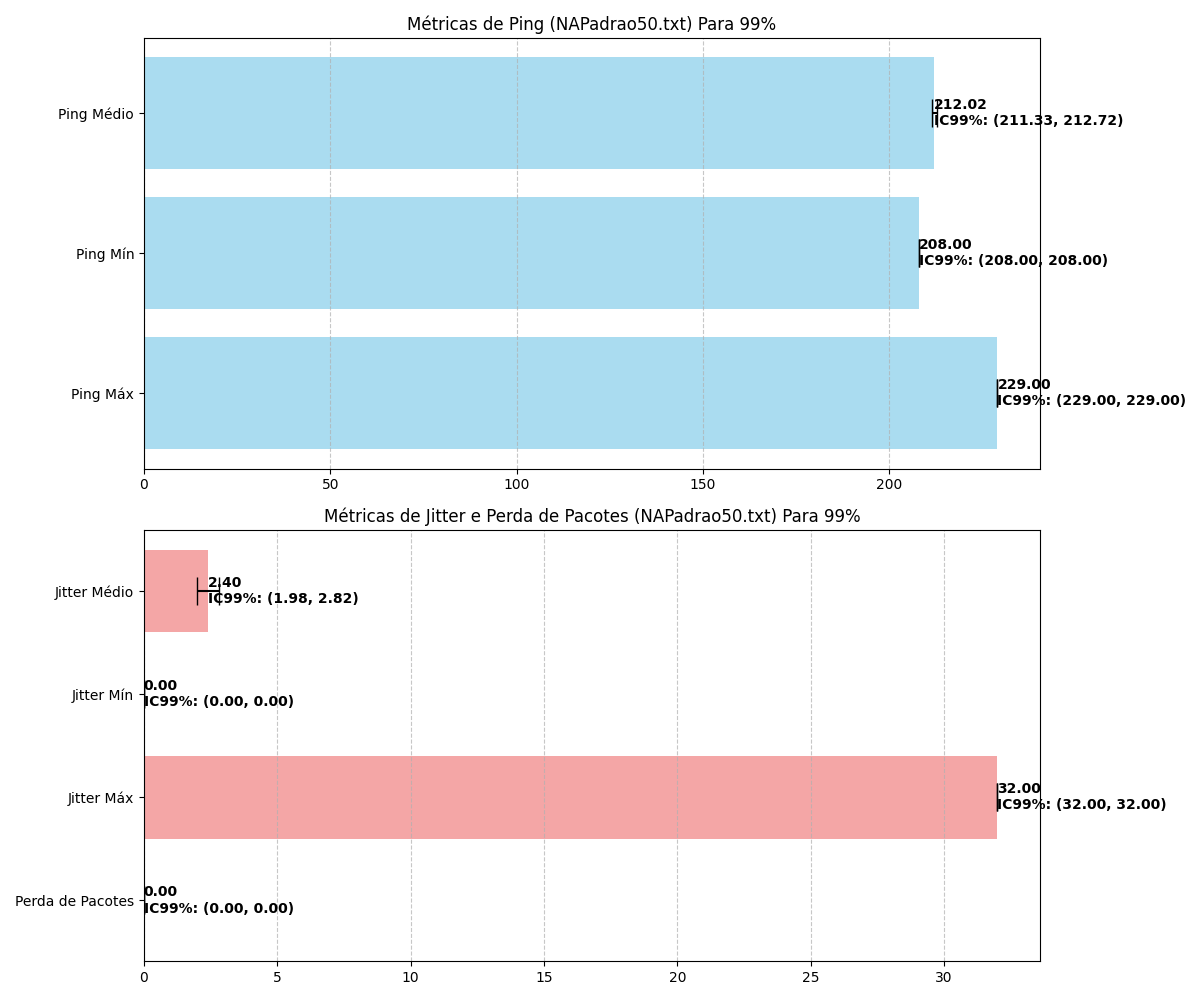 Métricas de Ping (NAPadrao50.txt) Para 99%
Ping Médio
212.02
IC99%: (211.33, 212.72)
Ping Mín
208.00
IC99%: (208.00, 208.00)
Ping Máx
229.00
IC99%: (229.00, 229.00)
0 50 100 150 200
Métricas de Jitter e Perda de Pacotes (NAPadrao50.txt) Para 99%
Jitter Médio
2.40
IC99%: (1.98, 2.82)
Jitter Mín
0.00
IC99%: (0.00, 0.00)
Jitter Máx
32.00
IC99%: (32.00, 32.00)
Perda de Pacotes
0.00
IC99%: (0.00, 0.00)
0 5 10 15 20 25 30